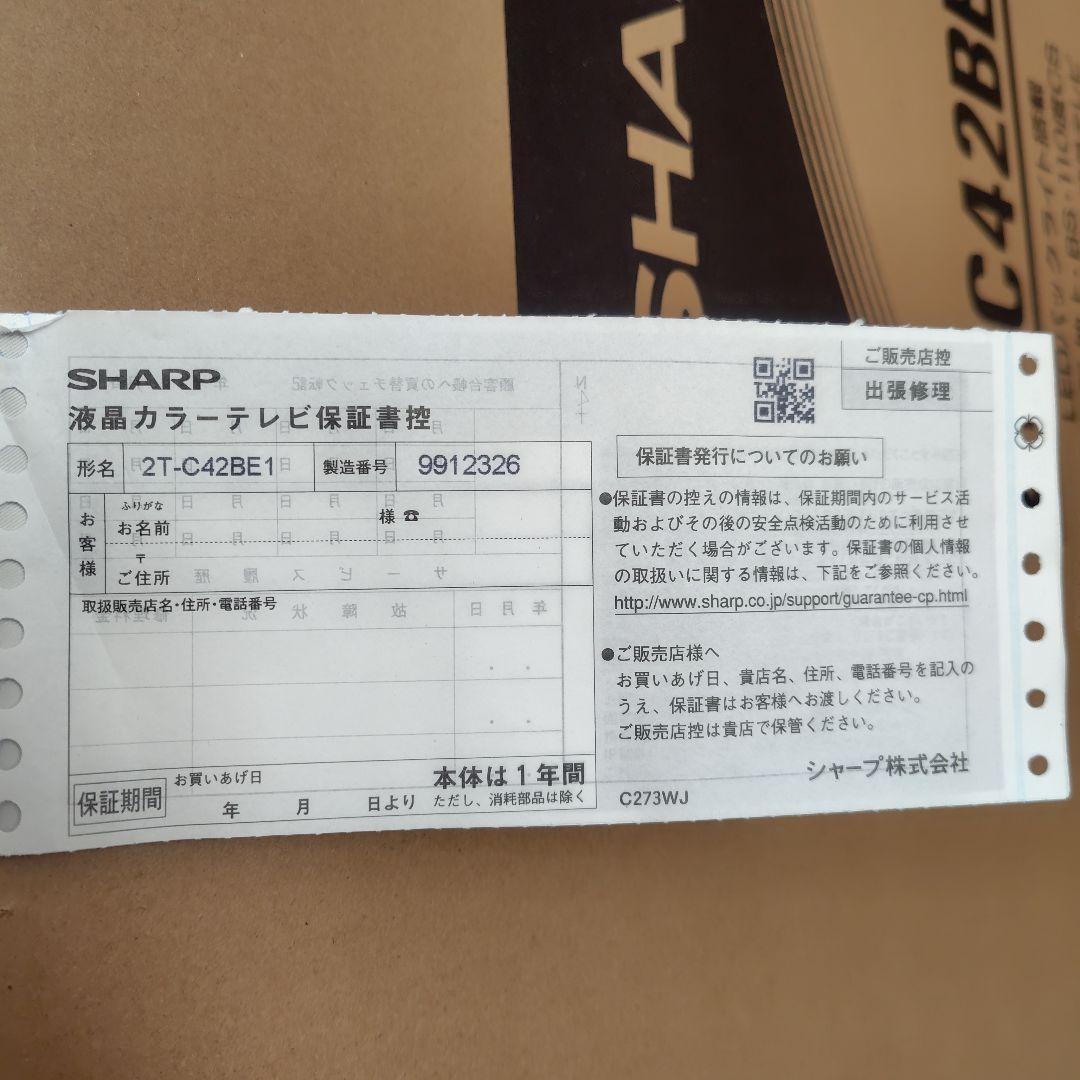 SHA
C42BE
SHARP
液晶カラーテレビ保証書控
形名 2T-C42BE1 製造番号 9912326
お客様
ふりがな
お名前 様 ☎
〒
ご住所
取扱販売店名・住所・電話番号
保証期間
お買いあげ日
年 月 日より
本体は1年間
ただし、消耗部品は除く
ご販売店控
出張修理
保証書発行についてのお願い
●保証書の控えの情報は、保証期間内のサービス活
動およびその後の安全点検活動のために利用させ
ていただく場合がございます。保証書の個人情報
の取扱いに関する情報は、下記をご参照ください。
http://www.sharp.co.jp/support/guarantee-cp.html
●ご販売店様へ
お買いあげ日、貴店名、住所、電話番号を記入の
うえ、保証書はお客様へお渡しください。
ご販売店控は貴店で保管ください。
シャープ株式会社
C273WJ